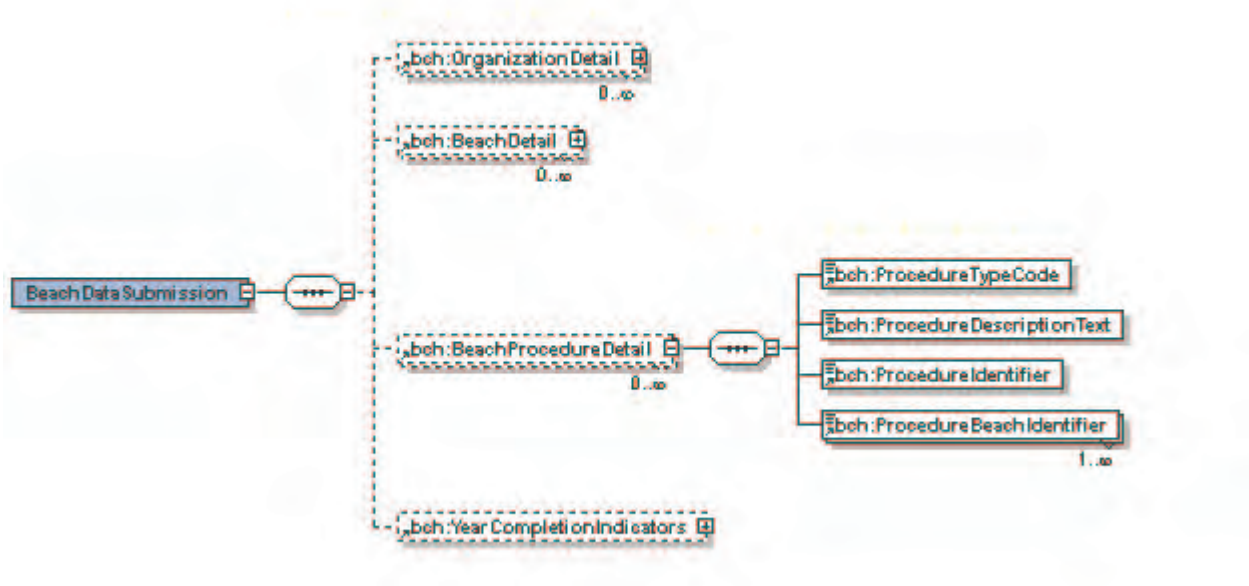 bch:OrganizationDetail
0..∞
bch:BeachDetail
0..∞
BeachDataSubmission
bch:BeachProcedureDetail
0..∞
bch:ProcedureTypeCode
bch:ProcedureDescriptionText
bch:ProcedureIdentifier
bch:ProcedureBeachIdentifier
1..∞
bch:YearCompletionIndicators